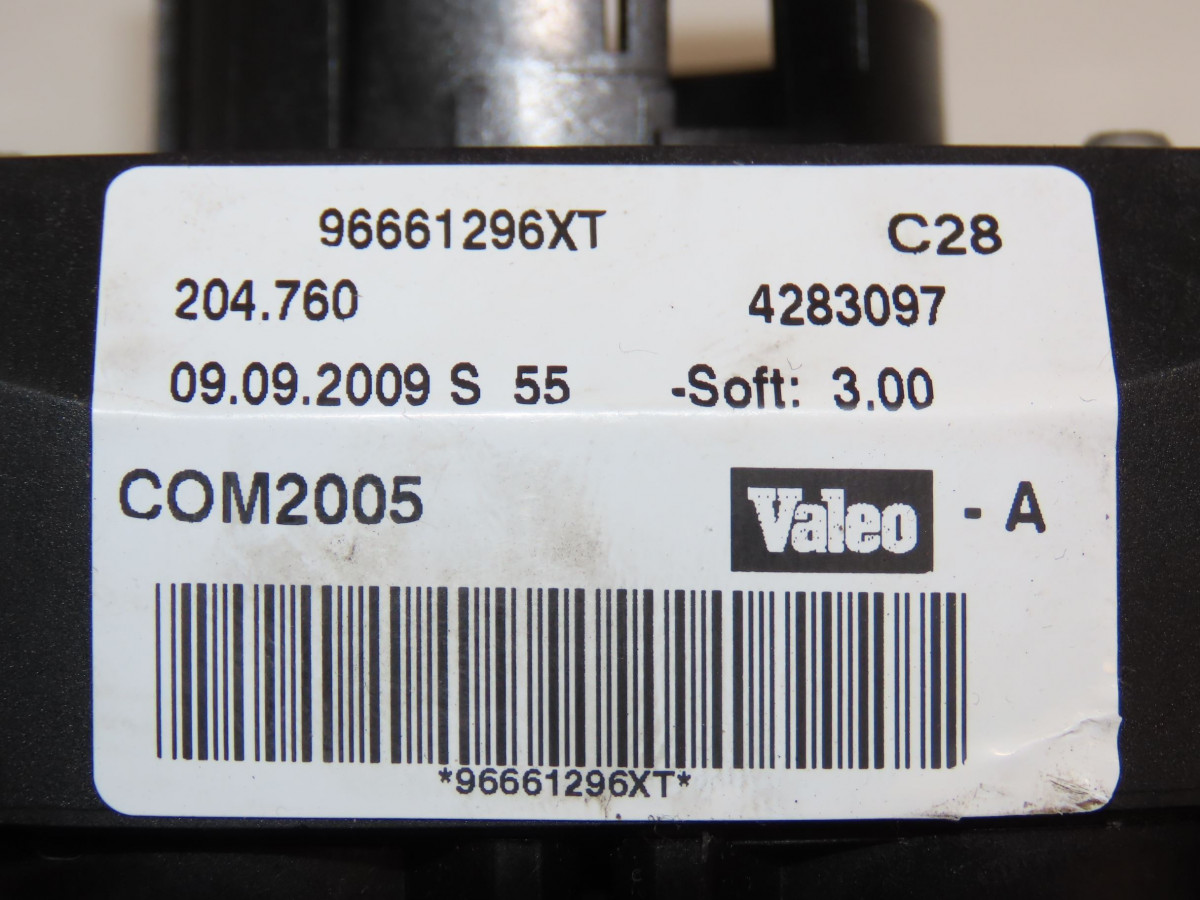 96661296XT C28
204.760 4283097
09.09.2009 S 55 -Soft: 3.00
COM2005 Valeo - A
*96661296XT*